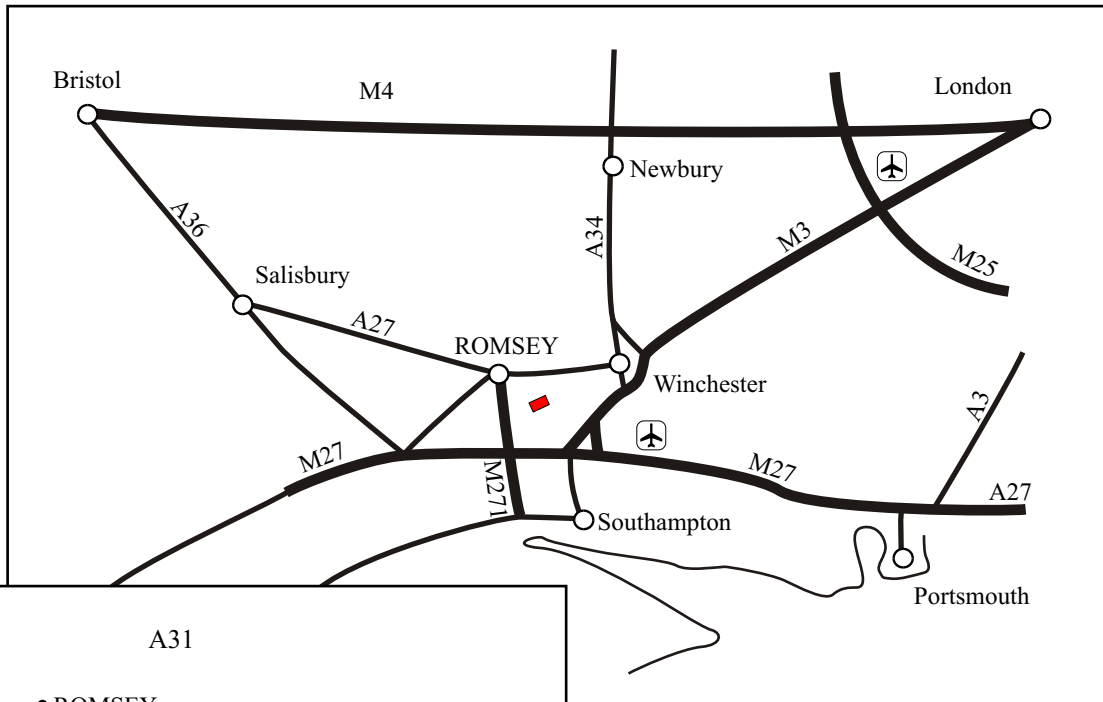 Bristol
M4
London
Newbury
A36
A34
M3
M25
Salisbury
A27
ROMSEY
Winchester
A3
M27
M27
M271
A27
Southampton
Portsmouth
A31
ROMSEY